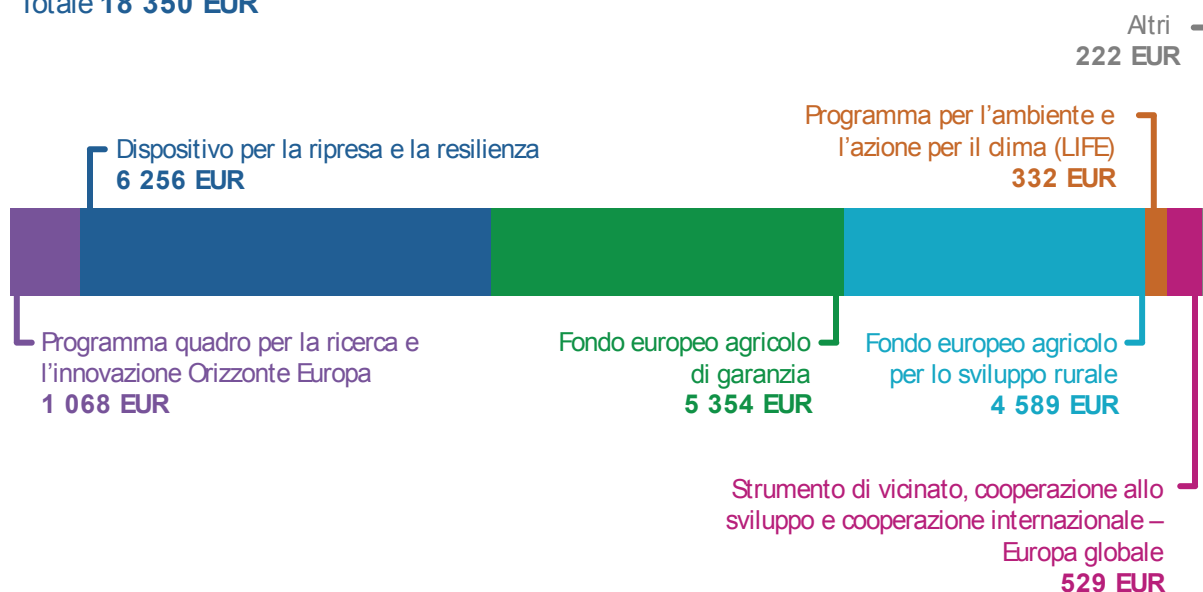 Totale 18 350 EUR
Altri
222 EUR
Programma per l'ambiente e
l'azione per il clima (LIFE)
332 EUR
Dispositivo per la ripresa e la resilienza
6 256 EUR
Programma quadro per la ricerca e
l'innovazione Orizzonte Europa
1 068 EUR
Fondo europeo agricolo
di garanzia
5 354 EUR
Fondo europeo agricolo
per lo sviluppo rurale
4 589 EUR
Strumento di vicinato, cooperazione allo
sviluppo e cooperazione internazionale –
Europa globale
529 EUR